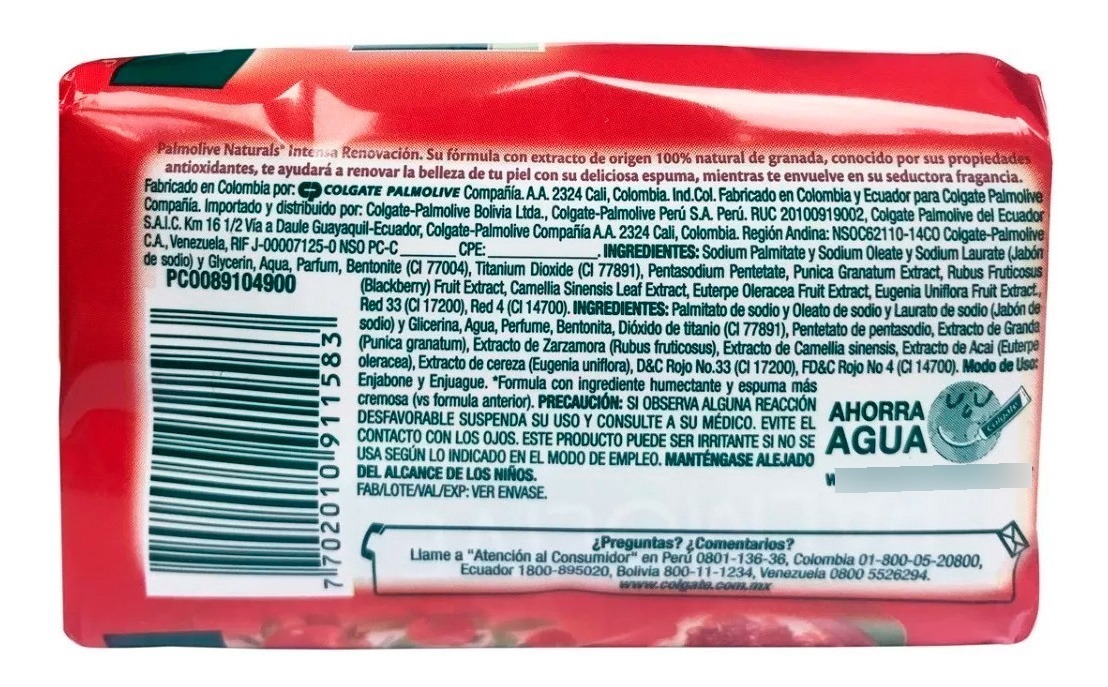 Palmolive Naturals® Intensa Renovación. Su fórmula con extracto de origen 100% natural de granada, conocido por sus propiedades
antioxidantes, te ayudará a renovar la belleza de tu piel con su deliciosa espuma, mientras te envuelve en su seductora fragancia.
Fabricado en Colombia por: COLGATE PALMOLIVE Compañía. A.A. 2324 Cali, Colombia. Ind.Col. Fabricado en Colombia y Ecuador para Colgate Palmolive
Compañía. Importado y distribuido por: Colgate-Palmolive Bolivia Ltda., Colgate-Palmolive Perú S.A. Perú. RUC 20100919002, Colgate Palmolive del Ecuador
S.A.I.C. Km 16 1/2 Vía a Daule Guayaquil-Ecuador, Colgate-Palmolive Compañía A.A. 2324 Cali, Colombia. Región Andina: NSOC62110-14CO Colgate-Palmolive
C.A., Venezuela, RIF J-00007125-0 NSO PC-C______ CPE:____________. INGREDIENTES: Sodium Palmitate y Sodium Oleate y Sodium Laurate (Jabón
de sodio) y Glycerin, Aqua, Parfum, Bentonite (CI 77004), Titanium Dioxide (CI 77891), Pentasodium Pentetate, Punica Granatum Extract, Rubus Fruticosus
PC0089104900
(Blackberry) Fruit Extract, Camellia Sinensis Leaf Extract, Euterpe Oleracea Fruit Extract, Eugenia Uniflora Fruit Extract.,
Red 33 (CI 17200), Red 4 (CI 14700). INGREDIENTES: Palmitato de sodio y Oleato de sodio y Laurato de sodio (Jabón de
sodio) y Glicerina, Agua, Perfume, Bentonita, Dióxido de titanio (CI 77891), Pentetato de pentasodio, Extracto de Granda
(Punica granatum), Extracto de Zarzamora (Rubus fruticosus), Extracto de Camellia sinensis, Extracto de Acai (Euterpe
oleracea), Extracto de cereza (Eugenia uniflora), D&C Rojo No.33 (CI 17200), FD&C Rojo No 4 (CI 14700). Modo de Uso:
Enjabone y Enjuague. *Formula con ingrediente humectante y espuma más
cremosa (vs formula anterior). PRECAUCIÓN: SI OBSERVA ALGUNA REACCIÓN
DESFAVORABLE SUSPENDA SU USO Y CONSULTE A SU MÉDICO. EVITE EL
CONTACTO CON LOS OJOS. ESTE PRODUCTO PUEDE SER IRRITANTE SI NO SE
USA SEGÚN LO INDICADO EN EL MODO DE EMPLEO. MANTÉNGASE ALEJADO
DEL ALCANCE DE LOS NIÑOS.
FAB/LOTE/VAL/EXP: VER ENVASE.
AHORRA
AGUA
Colgate
7 702010 911583
¿Preguntas? ¿Comentarios?
Llame a "Atención al Consumidor" en Perú 0801-136-36, Colombia 01-800-05-20800,
Ecuador 1800-895020, Bolivia 800-11-1234, Venezuela 0800 5526294.
www.colgate.com.mx